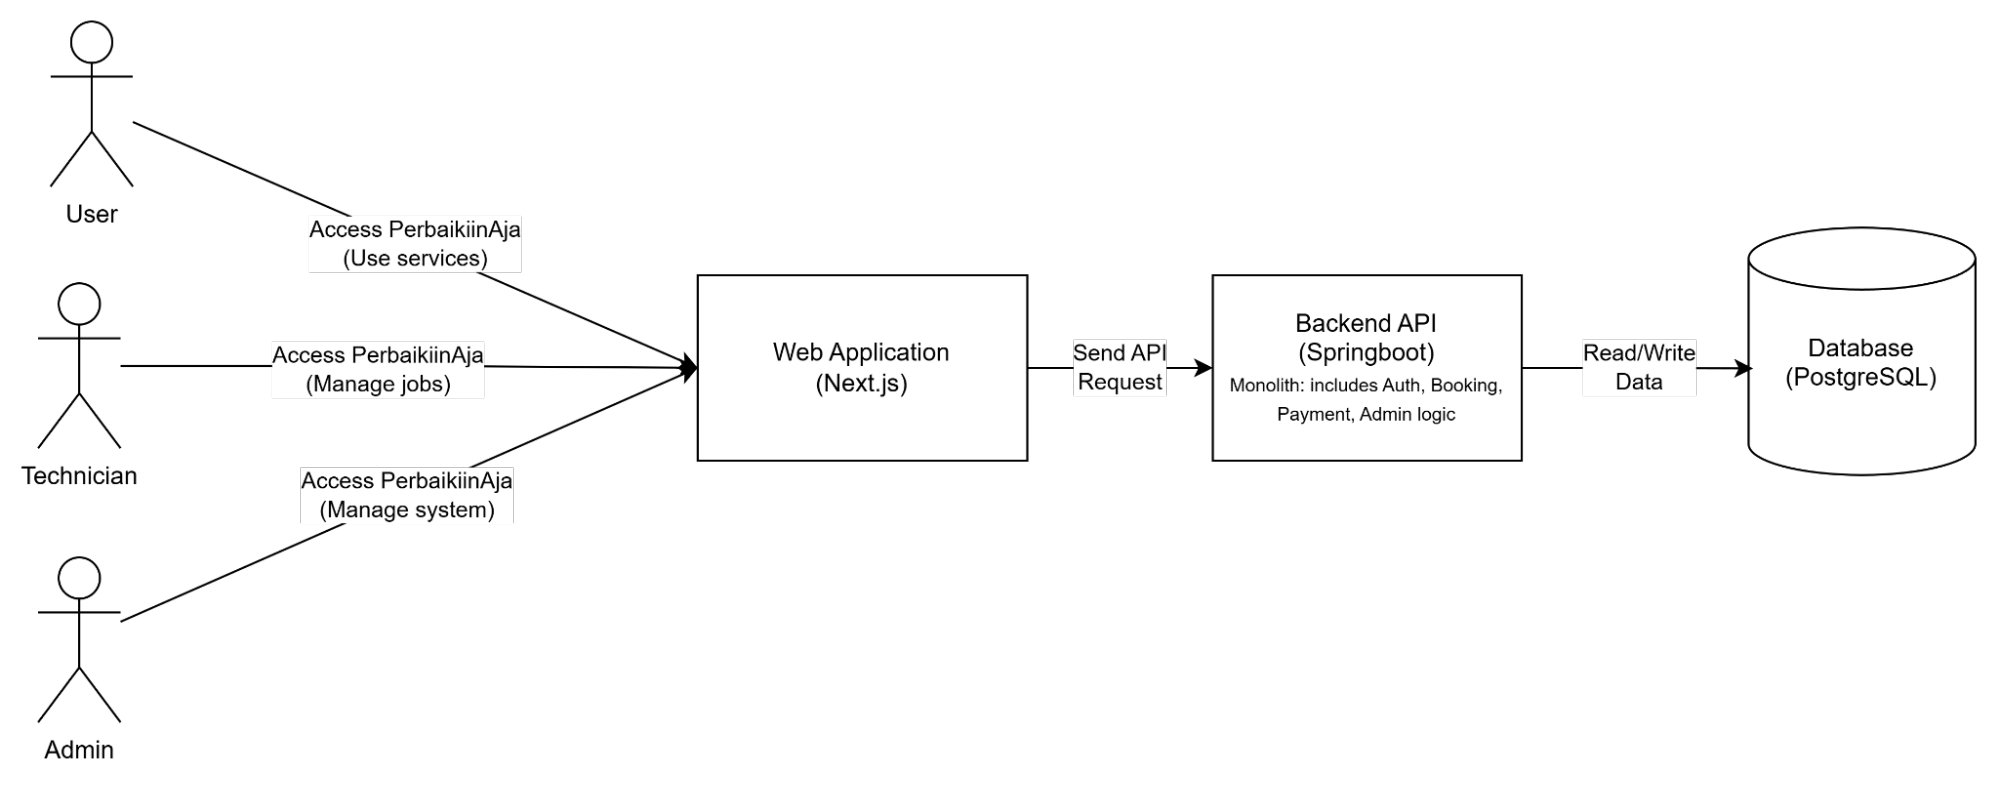 User
Access PerbaikiinAja
(Use services)
Technician
Access PerbaikiinAja
(Manage jobs)
Admin
Access PerbaikiinAja
(Manage system)
Web Application
(Next.js)
Send API
Request
Backend API
(Springboot)
Monolith: includes Auth, Booking,
Payment, Admin logic
Read/Write
Data
Database
(PostgreSQL)